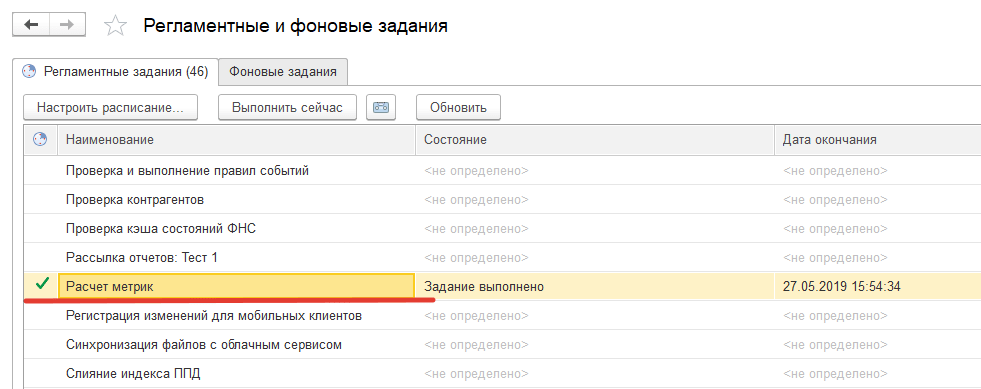 Регламентные и фоновые задания
Регламентные задания (46) Фоновые задания
Настроить расписание... Выполнить сейчас Обновить
Наименование Состояние Дата окончания
Проверка и выполнение правил событий <не определено> <не определено>
Проверка контрагентов <не определено> <не определено>
Проверка кэша состояний ФНС <не определено> <не определено>
Рассылка отчетов: Тест 1 <не определено> <не определено>
Расчет метрик Задание выполнено 27.05.2019 15:54:34
Регистрация изменений для мобильных клиентов <не определено> <не определено>
Синхронизация файлов с облачным сервисом <не определено> <не определено>
Слияние индекса ППД <не определено> <не определено>